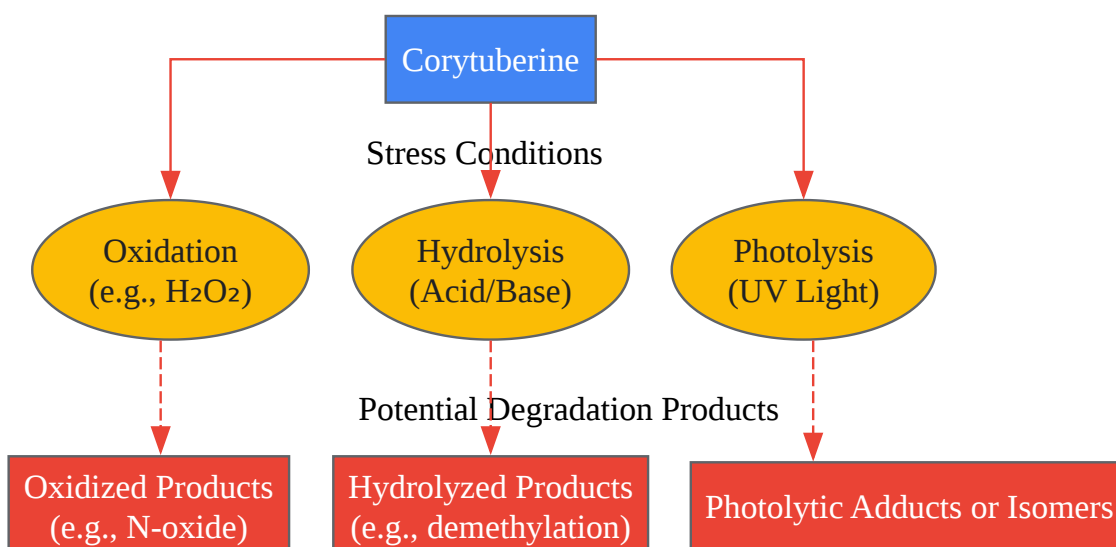 Corytuberine
Stress Conditions
Oxidation
(e.g., H₂O₂)
Hydrolysis
(Acid/Base)
Photolysis
(UV Light)
Potential Degradation Products
Oxidized Products
(e.g., N-oxide)
Hydrolyzed Products
(e.g., demethylation)
Photolytic Adducts or Isomers